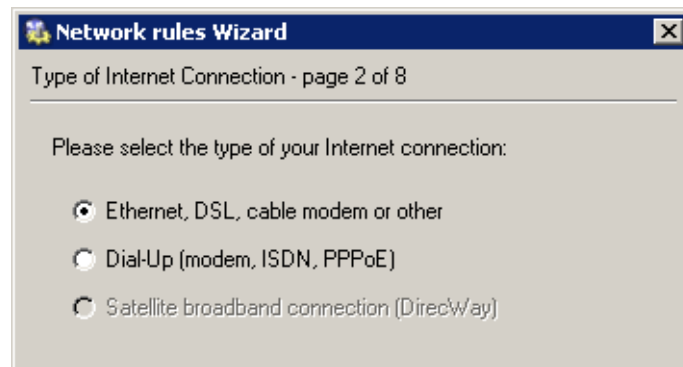 Network rules Wizard
Type of Internet Connection - page 2 of 8
Please select the type of your Internet connection:
Ethernet, DSL, cable modem or other
Dial-Up (modem, ISDN, PPPoE)
Satellite broadband connection (DirecWay)